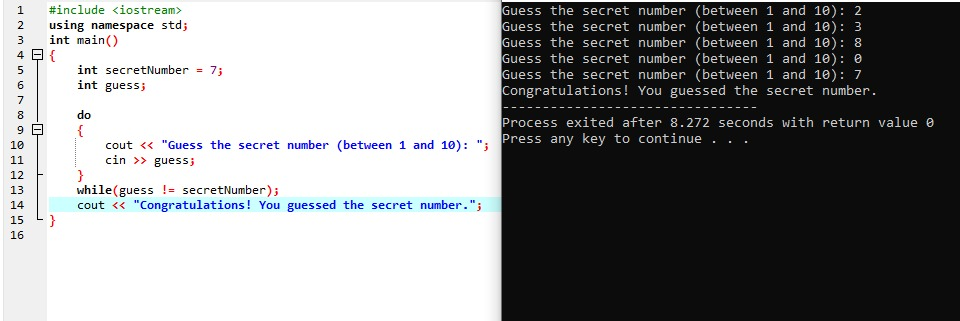 1 #include <iostream>
2 using namespace std;
3 int main()
4 {
5 int secretNumber = 7;
6 int guess;
7
8 do
9 {
10 cout << "Guess the secret number (between 1 and 10): ";
11 cin >> guess;
12 }
13 while(guess != secretNumber);
14 cout << "Congratulations! You guessed the secret number.";
15 }
16
Guess the secret number (between 1 and 10): 2
Guess the secret number (between 1 and 10): 3
Guess the secret number (between 1 and 10): 8
Guess the secret number (between 1 and 10): 0
Guess the secret number (between 1 and 10): 7
Congratulations! You guessed the secret number.
--------------------------------
Process exited after 8.272 seconds with return value 0
Press any key to continue . . .